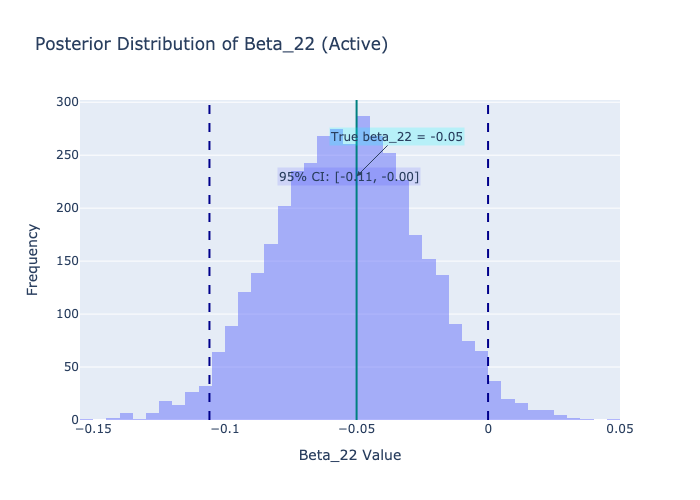 Posterior Distribution of Beta_22 (Active)
300
True beta_22 = -0.05
250
95% CI: [-0.11, -0.00]
200
150
100
50
0
Frequency
−0.15 −0.1 −0.05 0 0.05
Beta_22 Value